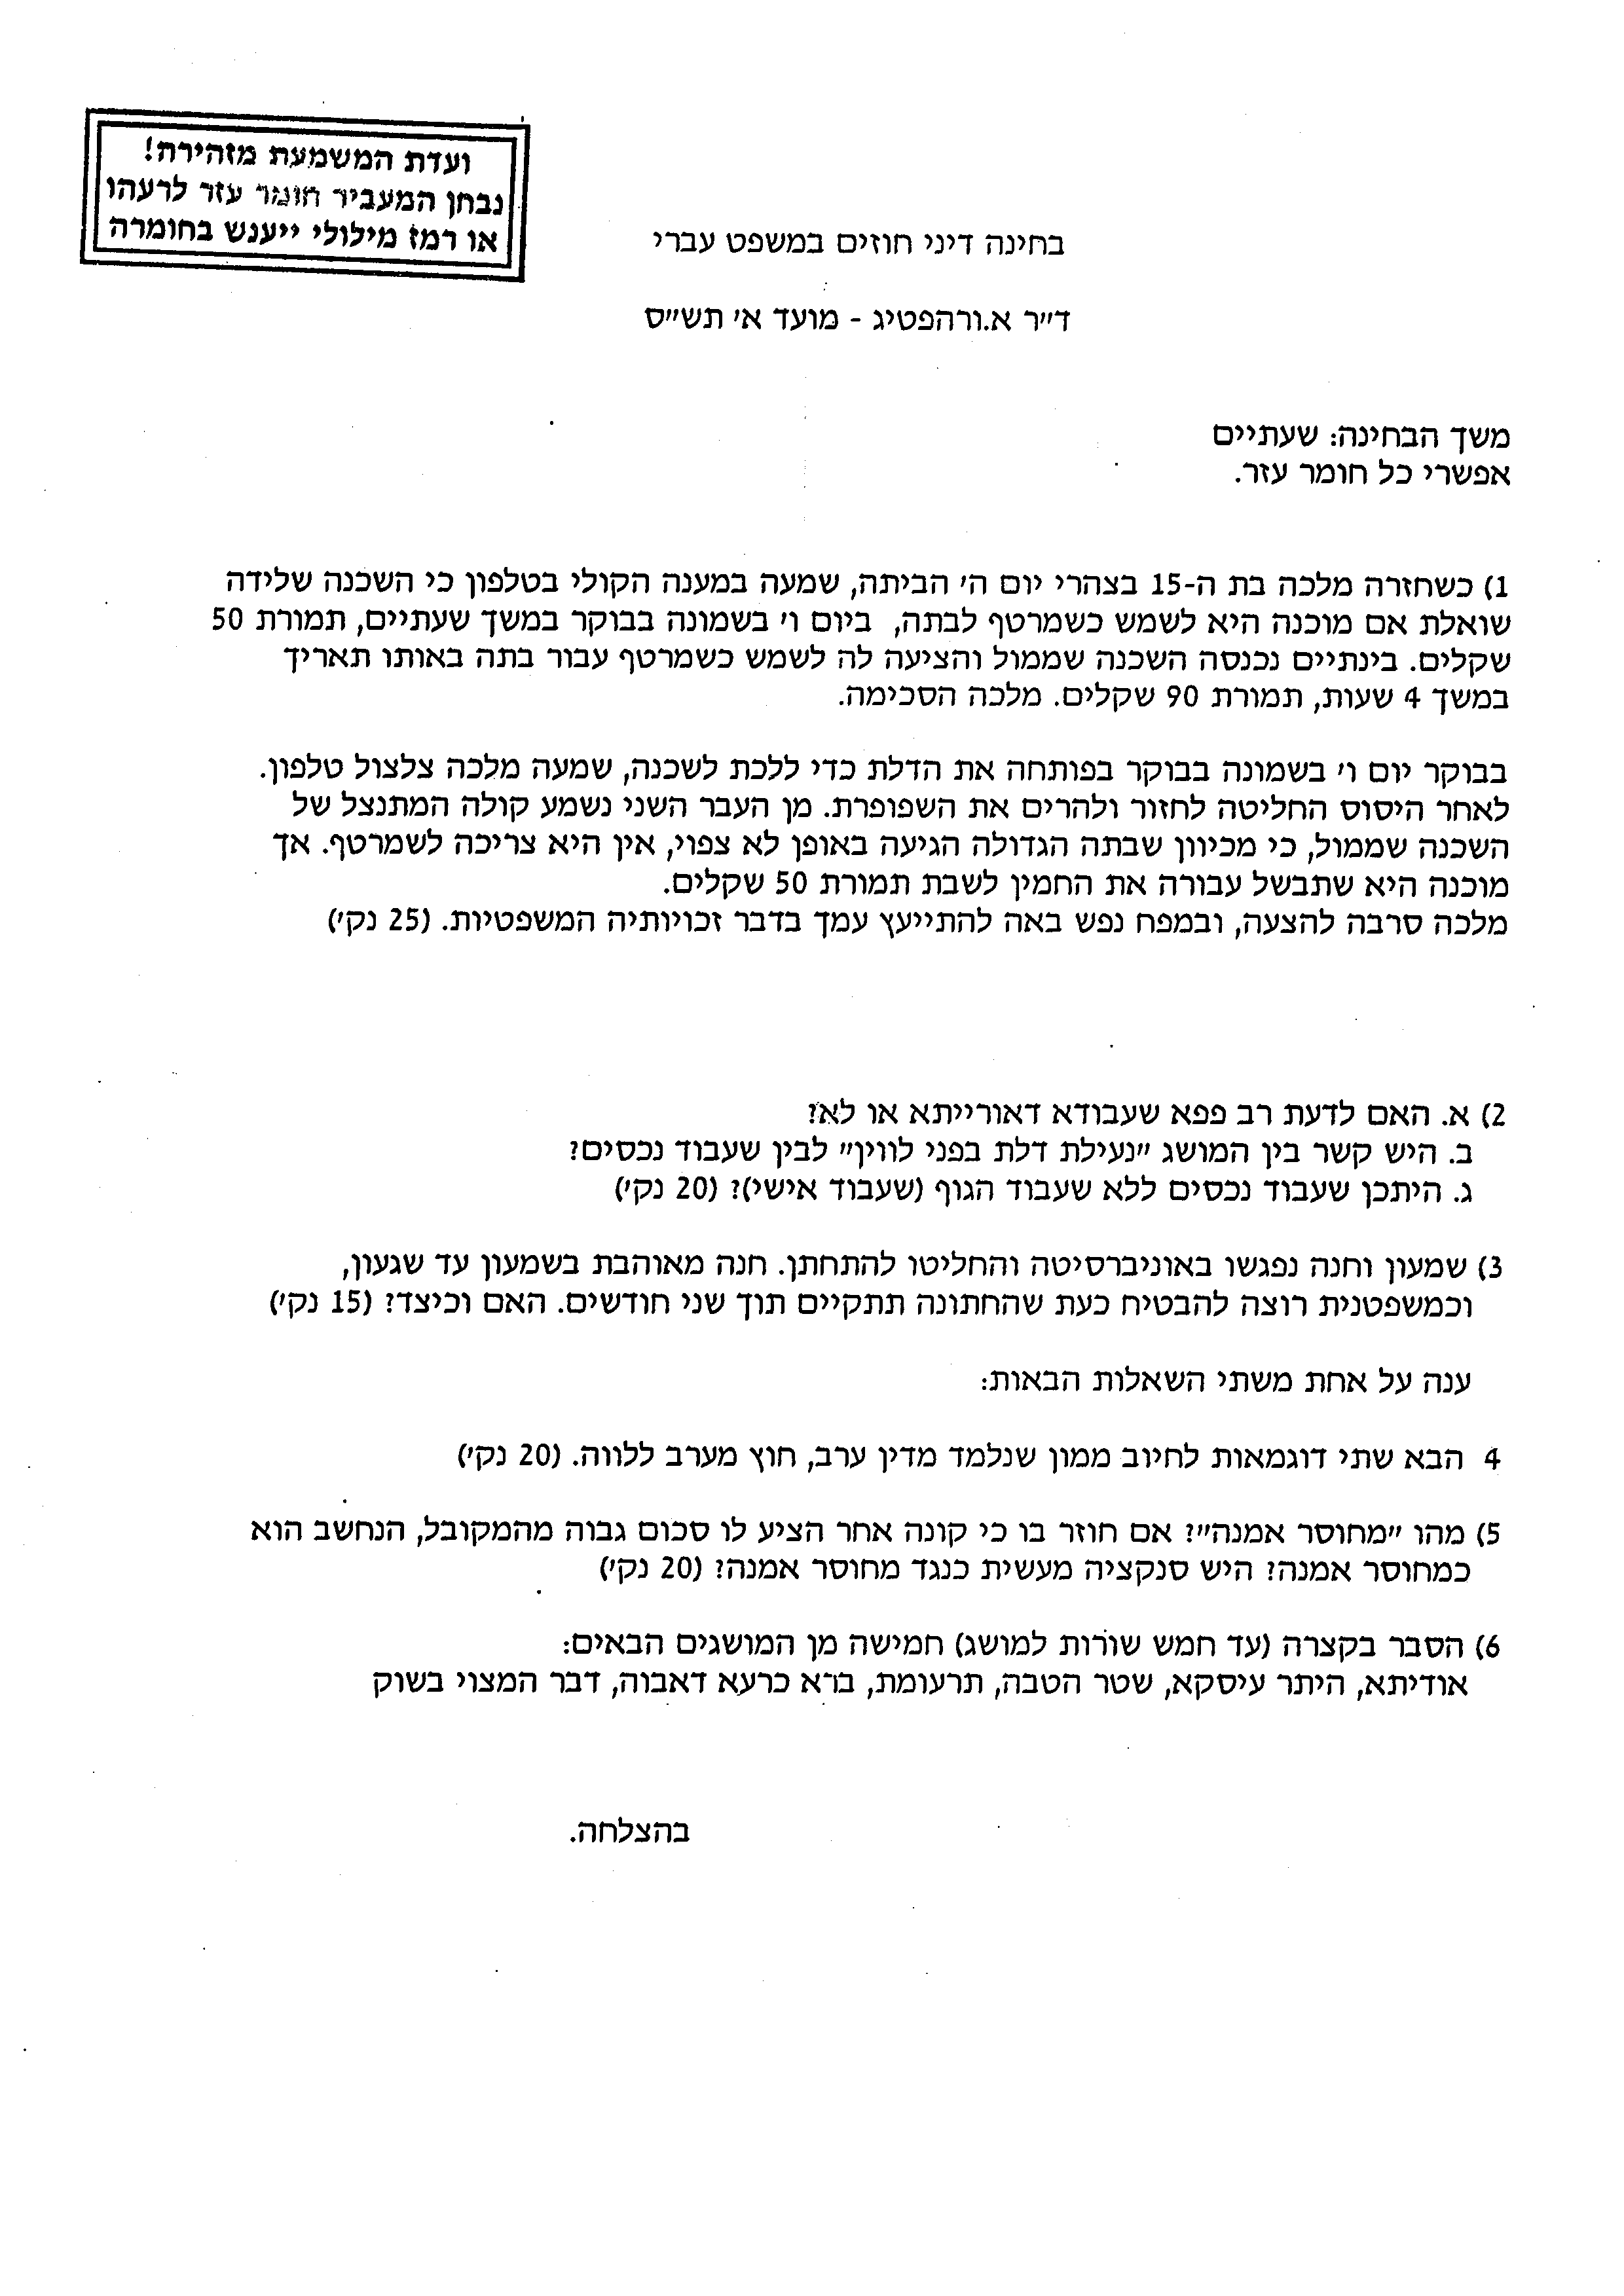 ועדת המשמעת מזהירה!
נבחן המעביר חומר עזר לרעהו
או רמז מילולי ייענש בחומרה
בחינה דיני חוזים במשפט עברי
ד״ר א.ורהפטיג - מועד א׳ תש״ס
משך הבחינה: שעתיים
אפשרי כל חומר עזר.
1) כשחזרה מלכה בת ה-15 בצהרי יום ה׳ הביתה, שמעה במענה הקולי בטלפון כי השכנה שלידה
שואלת אם מוכנה היא לשמש כשמרטף לבתה, ביום ו׳ בשמונה בבוקר במשך שעתיים, תמורת 50
שקלים. בינתיים נכנסה השכנה שממול והציעה לה לשמש כשמרטף עבור בתה באותו תאריך
במשך 4 שעות, תמורת 90 שקלים. מלכה הסכימה.
בבוקר יום ו׳ בשמונה בבוקר בפותחה את הדלת כדי ללכת לשכנה, שמעה מלכה צלצול טלפון.
לאחר היסוס החליטה לחזור ולהרים את השפופרת. מן העבר השני נשמע קולה המתנצל של
השכנה שממול, כי מכיוון שבתה הגדולה הגיעה באופן לא צפוי, אין היא צריכה לשמרטף. אך
מוכנה היא שתבשל עבורה את החמין לשבת תמורת 50 שקלים.
מלכה סרבה להצעה, ובמפח נפש באה להתייעץ עמך בדבר זכויותיה המשפטיות. (25 נק׳)
2) א. האם לדעת רב פפא שעבודא דאורייתא או לא?
ב. היש קשר בין המושג ״נעילת דלת בפני לווין״ לבין שעבוד נכסים?
ג. היתכן שעבוד נכסים ללא שעבוד הגוף (שעבוד אישי)? (20 נק׳)
3) שמעון וחנה נפגשו באוניברסיטה והחליטו להתחתן. חנה מאוהבת בשמעון עד שגעון,
וכמשפטנית רוצה להבטיח כעת שהחתונה תתקיים תוך שני חודשים. האם וכיצד? (15 נק׳)
ענה על אחת משתי השאלות הבאות:
4 הבא שתי דוגמאות לחיוב ממון שנלמד מדין ערב, חוץ מערב ללווה. (20 נק׳)
5) מהו ״מחוסר אמנה״? אם חוזר בו כי קונה אחר הציע לו סכום גבוה מהמקובל, הנחשב הוא
כמחוסר אמנה? היש סנקציה מעשית כנגד מחוסר אמנה? (20 נק׳)
6) הסבר בקצרה (עד חמש שורות למושג) חמישה מן המושגים הבאים:
אודיתא, היתר עיסקא, שטר הטבה, תרעומת, ברא כרעא דאבוה, דבר המצוי בשוק
בהצלחה.